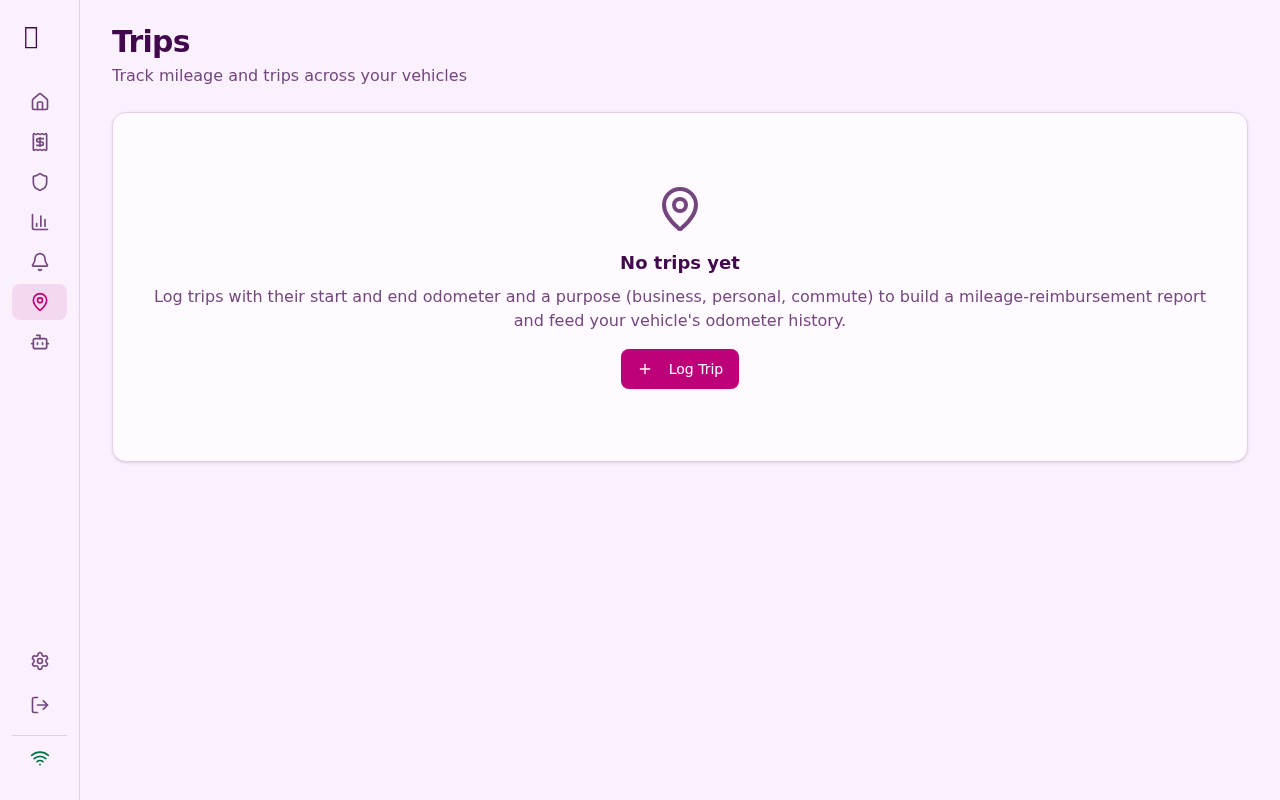 Trips
Track mileage and trips across your vehicles
No trips yet
Log trips with their start and end odometer and a purpose (business, personal, commute) to build a mileage-reimbursement report
and feed your vehicle's odometer history.
Log Trip